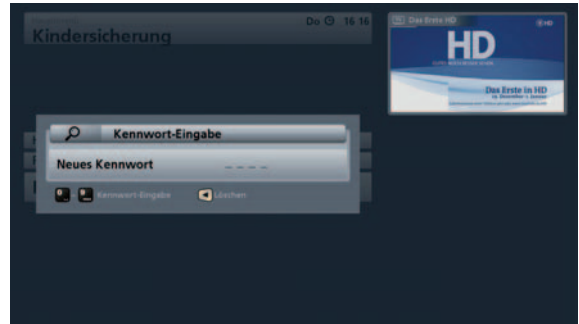 Kindersicherung
Do 16 16
Das Erste HD
HD
Das Erste in HD
Kennwort-Eingabe
Neues Kennwort _ _ _ _
Kennwort-Eingabe Löschen